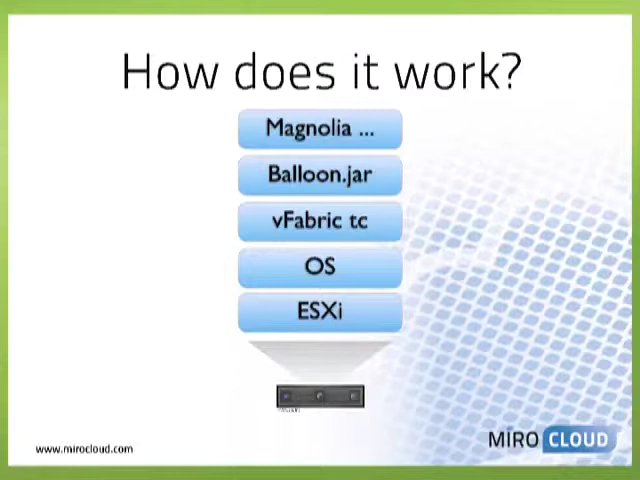 How does it work?
Magnolia ...
Balloon.jar
vFabric tc
OS
ESXi
www.mirocloud.com
MIRO CLOUD